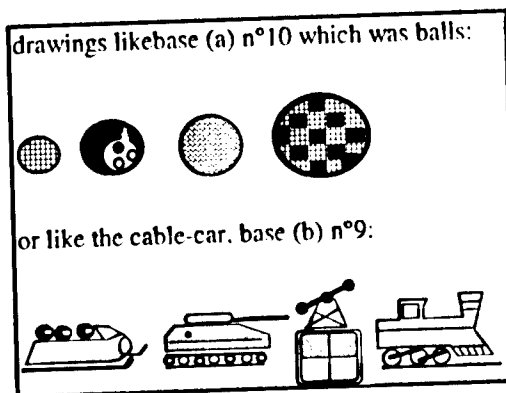 drawings likebase (a) n°10 which was balls:
or like the cable-car. base (b) n°9: